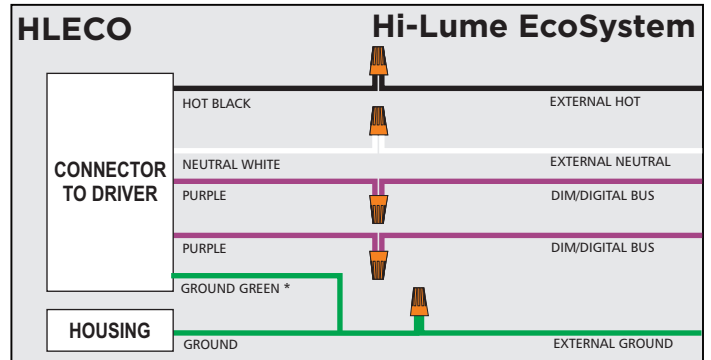 HLECO
Hi-Lume EcoSystem
HOT BLACK
EXTERNAL HOT
CONNECTOR
TO DRIVER
NEUTRAL WHITE
EXTERNAL NEUTRAL
PURPLE
DIM/DIGITAL BUS
PURPLE
DIM/DIGITAL BUS
GROUND GREEN *
HOUSING
GROUND
EXTERNAL GROUND